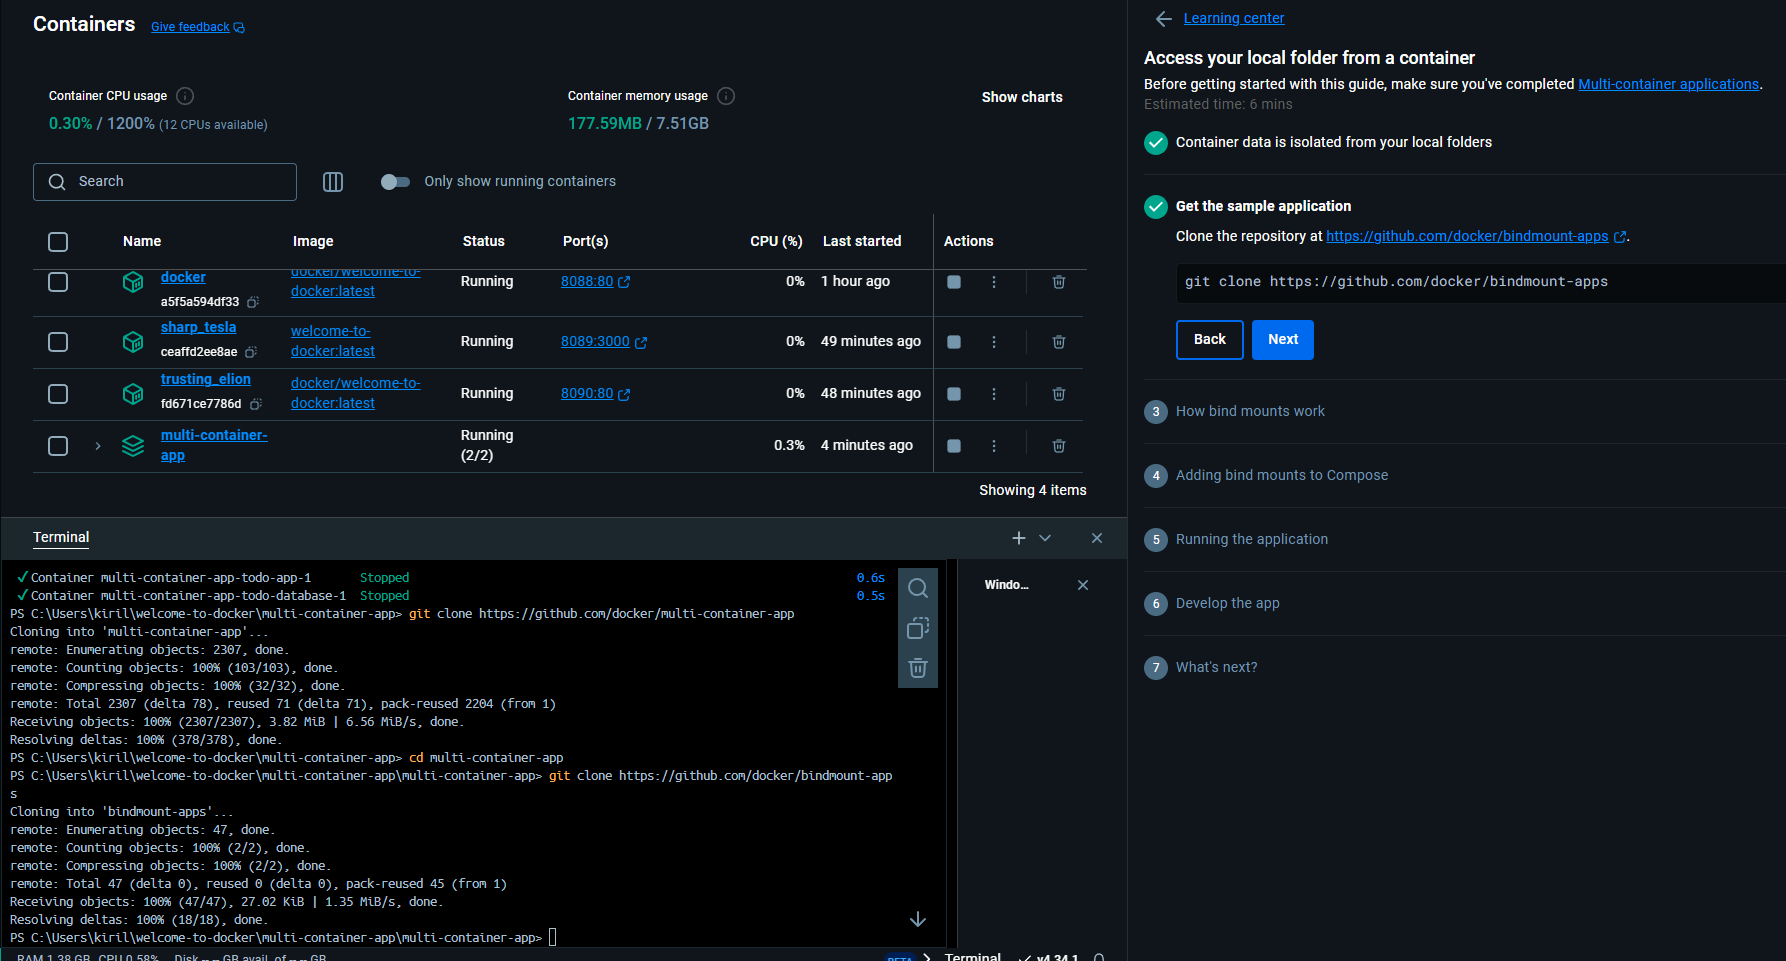 Containers Give feedback
Container CPU usage
0.30% / 1200% (12 CPUs available)
Container memory usage
177.59MB / 7.51GB
Show charts
Search
Only show running containers
Name Image Status Port(s) CPU (%) Last started Actions
docker
a5f5a594df33
docker/welcome-to-
docker:latest
Running 8088:80 0% 1 hour ago
sharp_tesla
ceaffd2ee8ae
welcome-to-
docker:latest
Running 8089:3000 0% 49 minutes ago
trusting_elion
fd671ce7786d
docker/welcome-to-
docker:latest
Running 8090:80 0% 48 minutes ago
multi-container-
app
Running
(2/2)
0.3% 4 minutes ago
Showing 4 items
Terminal
Container multi-container-app-todo-app-1 Stopped 0.6s
Container multi-container-app-todo-database-1 Stopped 0.5s
PS C:\Users\kiril\welcome-to-docker\multi-container-app> git clone https://github.com/docker/multi-container-app
Cloning into 'multi-container-app'...
remote: Enumerating objects: 2307, done.
remote: Counting objects: 100% (103/103), done.
remote: Compressing objects: 100% (32/32), done.
remote: Total 2307 (delta 78), reused 71 (delta 71), pack-reused 2204 (from 1)
Receiving objects: 100% (2307/2307), 3.82 MiB | 6.56 MiB/s, done.
Resolving deltas: 100% (378/378), done.
PS C:\Users\kiril\welcome-to-docker\multi-container-app> cd multi-container-app
PS C:\Users\kiril\welcome-to-docker\multi-container-app\multi-container-app> git clone https://github.com/docker/bindmount-app
s
Cloning into 'bindmount-apps'...
remote: Enumerating objects: 47, done.
remote: Counting objects: 100% (2/2), done.
remote: Compressing objects: 100% (2/2), done.
remote: Total 47 (delta 0), reused 0 (delta 0), pack-reused 45 (from 1)
Receiving objects: 100% (47/47), 27.02 KiB | 1.35 MiB/s, done.
Resolving deltas: 100% (18/18), done.
PS C:\Users\kiril\welcome-to-docker\multi-container-app\multi-container-app>
Windo...
RAM 1.38 GB CPU 0.58% Disk -.-- GB avail. of -.-- GB
BETA Terminal v4.34.1
Learning center
Access your local folder from a container
Before getting started with this guide, make sure you've completed Multi-container applications.
Estimated time: 6 mins
Container data is isolated from your local folders
Get the sample application
Clone the repository at https://github.com/docker/bindmount-apps .
git clone https://github.com/docker/bindmount-apps
Back Next
3 How bind mounts work
4 Adding bind mounts to Compose
5 Running the application
6 Develop the app
7 What's next?